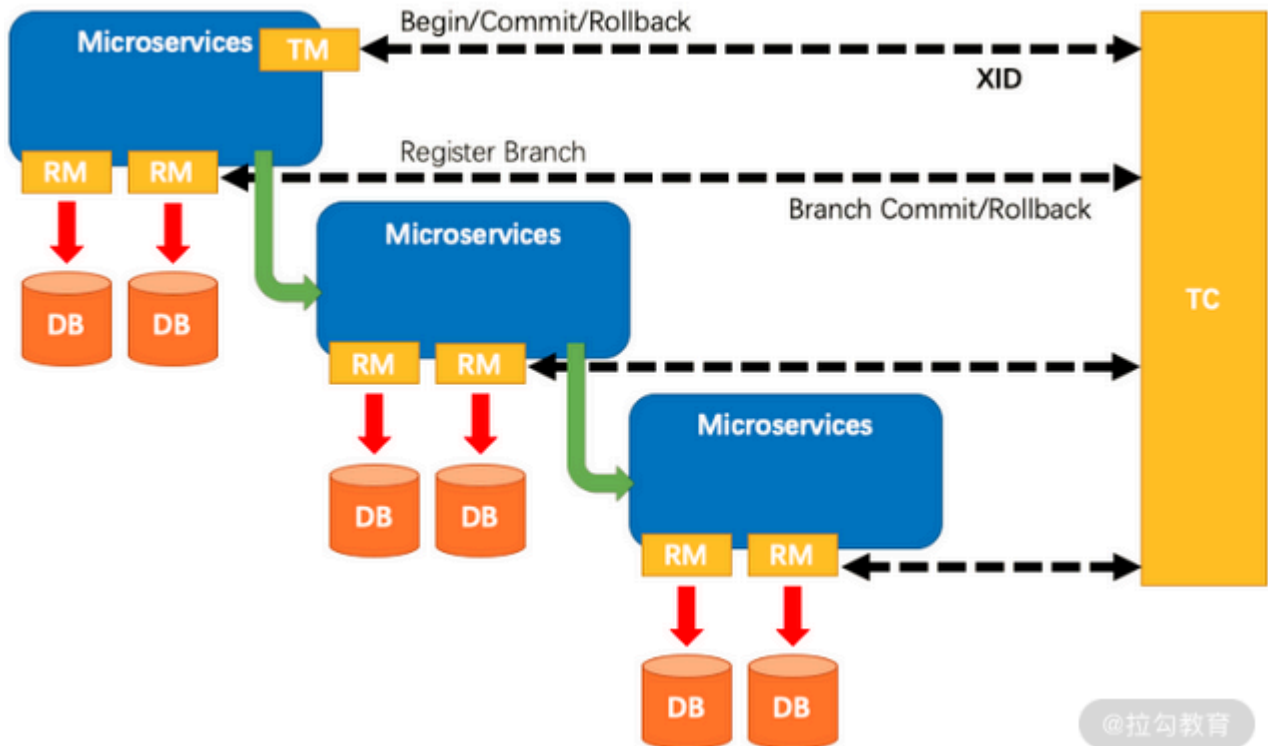 Begin/Commit/Rollback
Microservices
TM
XID
RM
RM
Register Branch
Branch Commit/Rollback
Microservices
DB
DB
TC
RM
RM
Microservices
DB
DB
RM
RM
DB
DB
@拉勾教育